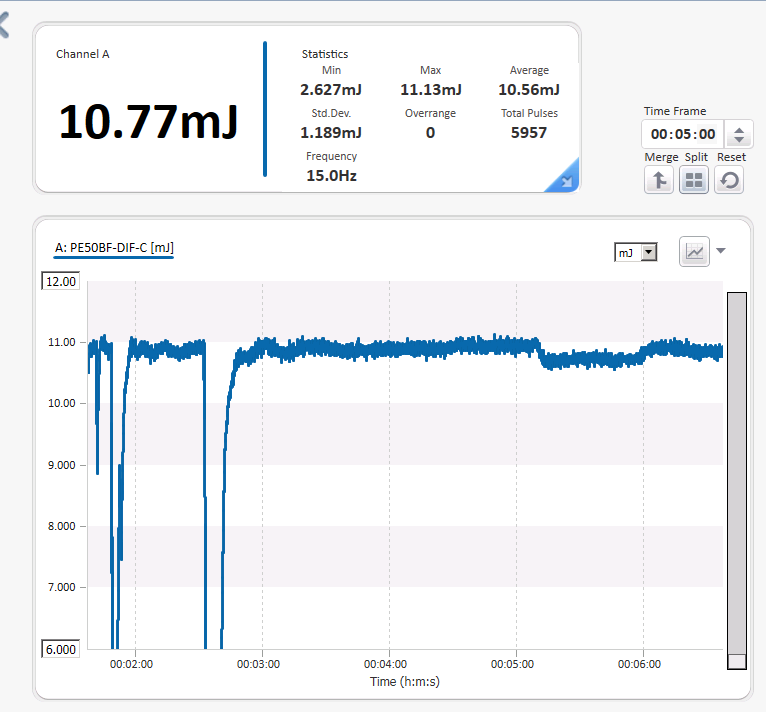 Channel A
10.77mJ
Statistics
Min Max Average
2.627mJ 11.13mJ 10.56mJ
Std.Dev. Overrange Total Pulses
1.189mJ 0 5957
Frequency
15.0Hz
Time Frame
00:05:00
Merge Split Reset
A: PE50BF-DIF-C [mJ]
mJ
12.00
11.00
10.00
9.000
8.000
7.000
6.000
00:02:00 00:03:00 00:04:00 00:05:00 00:06:00
Time (h:m:s)